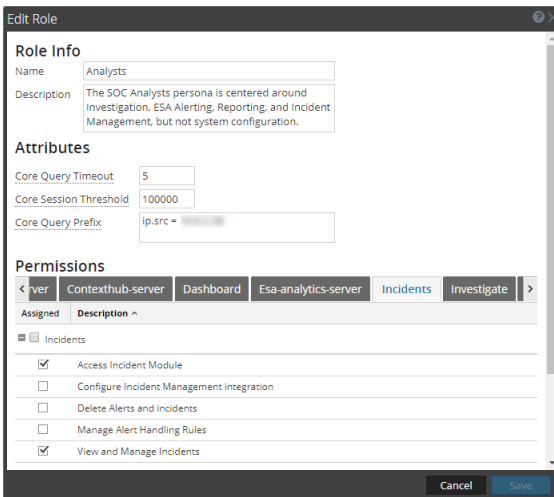 Edit Role
Role Info
Name Analysts
Description The SOC Analysts persona is centered around
Investigation, ESA Alerting, Reporting, and Incident
Management, but not system configuration.
Attributes
Core Query Timeout 5
Core Session Threshold 100000
Core Query Prefix ip.src =
Permissions
rver Contexthub-server Dashboard Esa-analytics-server Incidents Investigate
Assigned Description
Incidents
Access Incident Module
Configure Incident Management integration
Delete Alerts and incidents
Manage Alert Handling Rules
View and Manage Incidents
Cancel Save